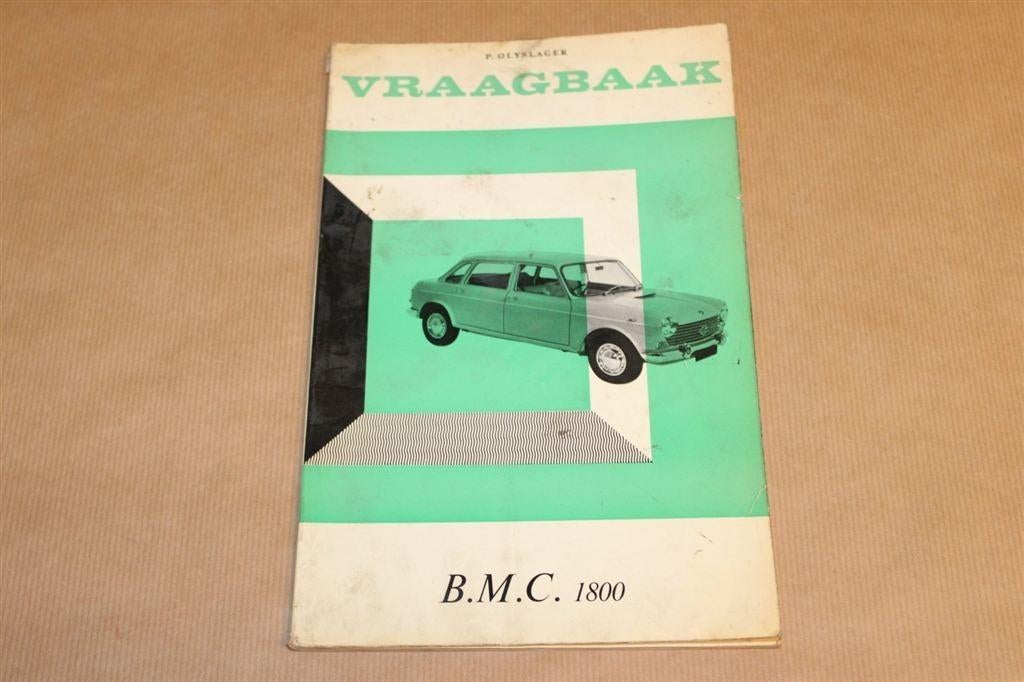 P. OLYSLAGER
VRAAGBAAK
B.M.C. 1800